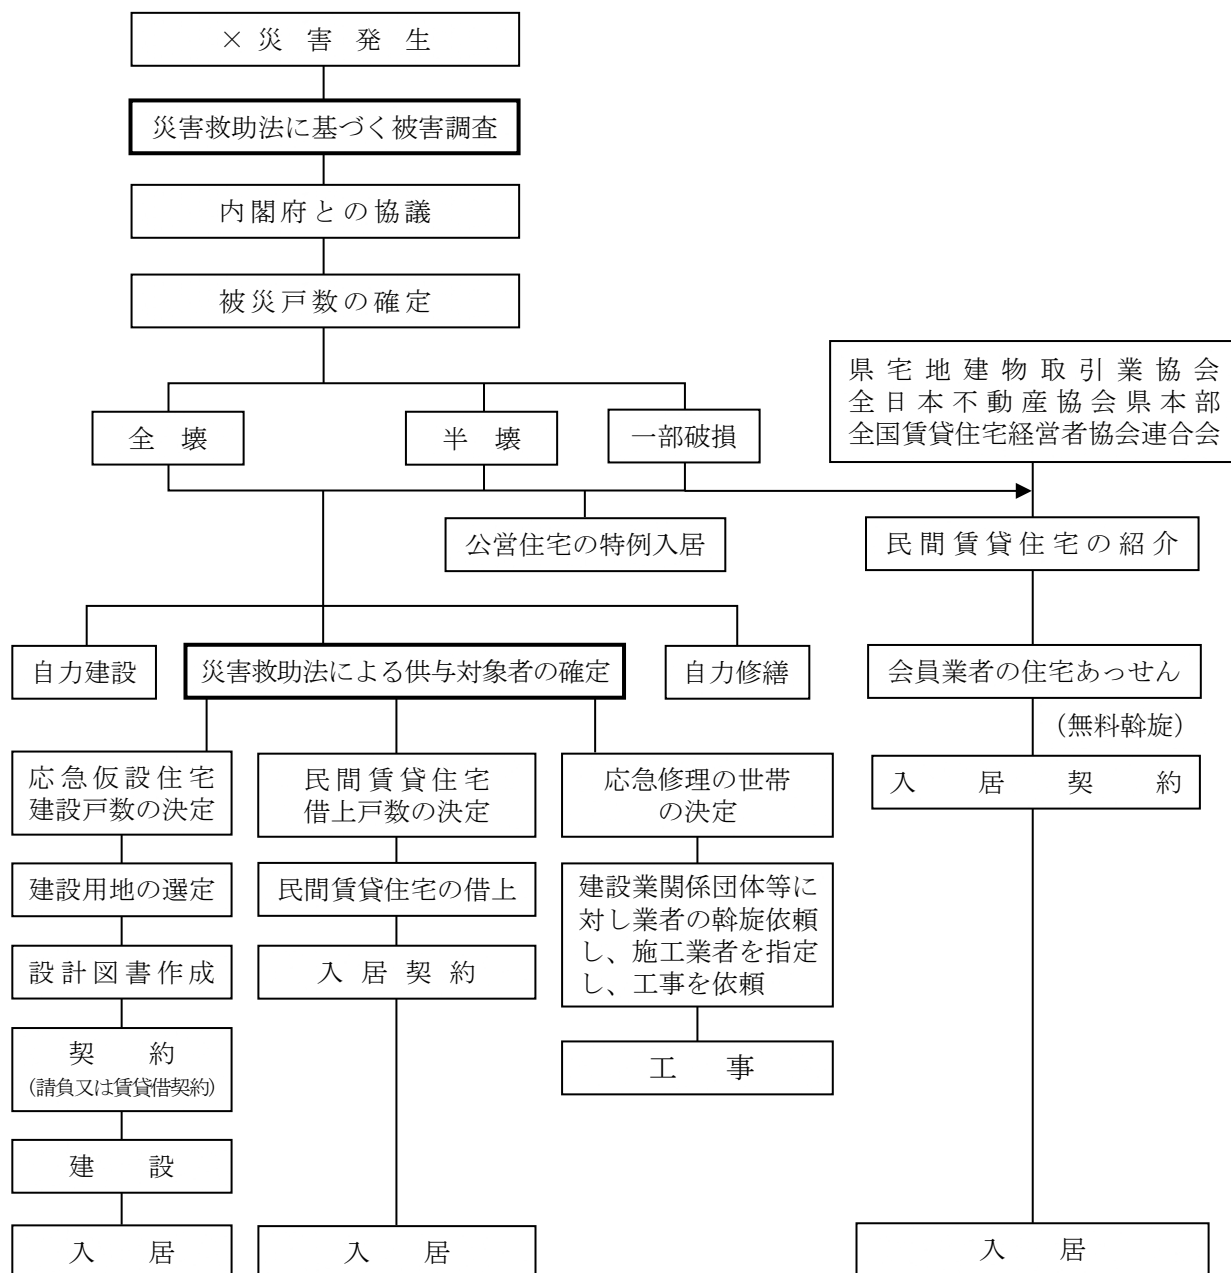 ×災害発生
災害救助法に基づく被害調査
内閣府との協議
被災戸数の確定
県宅地建物取引業協会
全日本不動産協会県本部
全国賃貸住宅経営者協会連合会
全壊
半壊
一部破損
公営住宅の特例入居
民間賃貸住宅の紹介
自力建設
災害救助法による供与対象者の確定
自力修繕
会員業者の住宅あっせん
(無料斡旋)
応急仮設住宅
建設戸数の決定
民間賃貸住宅
借上戸数の決定
応急修理の世帯
の決定
入居契約
建設用地の選定
民間賃貸住宅の借上
建設業関係団体等に
対し業者の斡旋依頼
し、施工業者を指定
し、工事を依頼
設計図書作成
入居契約
契約
(請負又は賃貸借契約)
工事
建設
入居
入居
入居